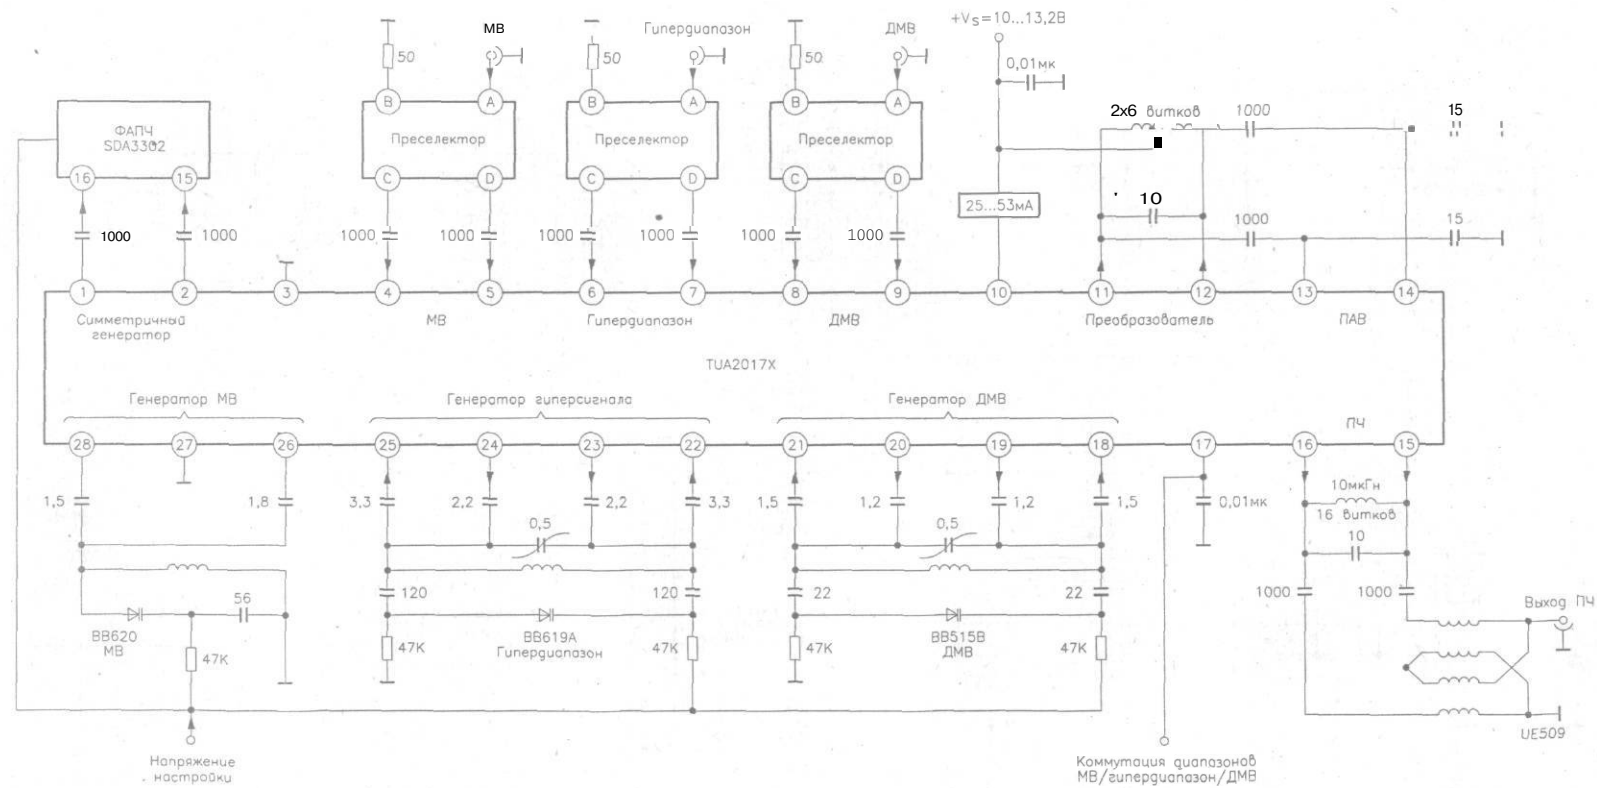 +Vs=10...13,2В
МВ
Гипердиапазон
ДМВ
50
50
50
0,01мк
B
A
B
A
B
A
2x6 витков
1000
15
ФАПЧ
SDA3302
Преселектор
Преселектор
Преселектор
16
15
C
D
C
D
C
D
25...53мА
10
1000
1000
1000
1000
1000
1000
1000
1000
1000
15
1
2
3
4
5
6
7
8
9
10
11
12
13
14
Симметричный
генератор
МВ
Гипердиапазон
ДМВ
Преобразователь
ПАВ
TUA2017X
Генератор МВ
Генератор гиперсигнала
Генератор ДМВ
ПЧ
28
27
26
25
24
23
22
21
20
19
18
17
16
15
1,5
1,8
3,3
2,2
2,2
3,3
1,5
1,2
1,2
1,5
0,01мк
10мкГн
16 витков
0,5
0,5
10
56
120
120
22
22
1000
1000
Выход ПЧ
BB620
МВ
BB619A
Гипердиапазон
BB515B
ДМВ
47K
47K
47K
47K
47K
UE509
Напряжение
настройки
Коммутация диапазонов
МВ/гипердиапазон/ДМВ